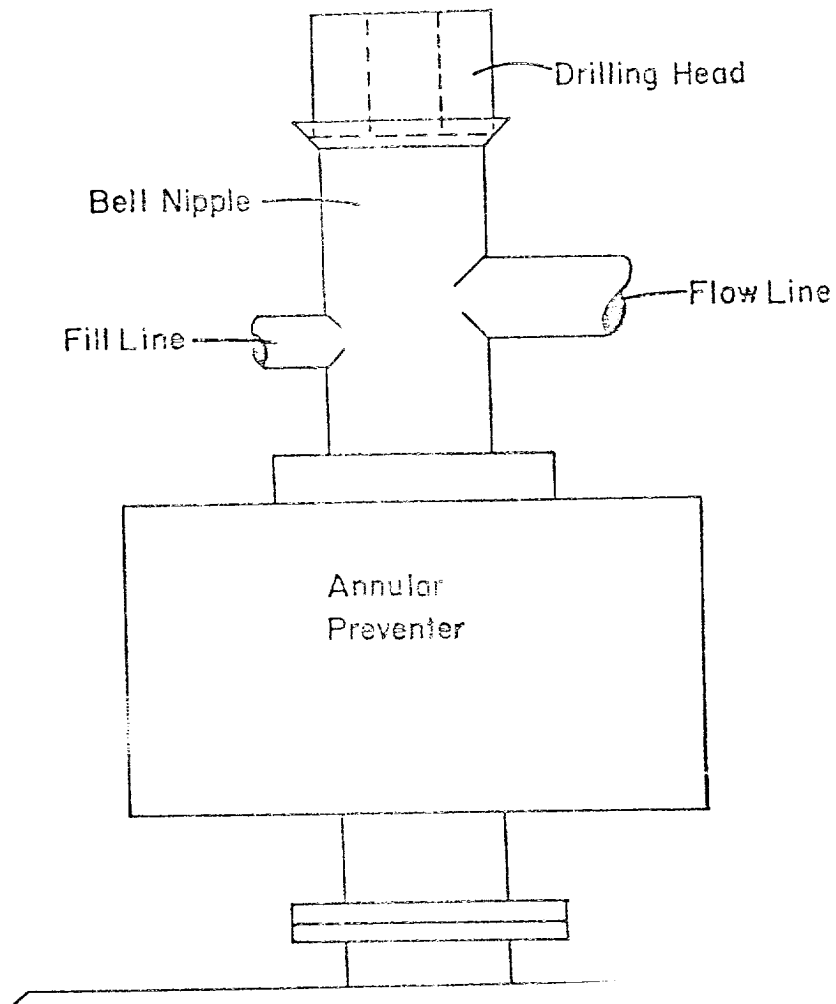 Drilling Head
Bell Nipple
Flow Line
Fill Line
Annular
Preventer